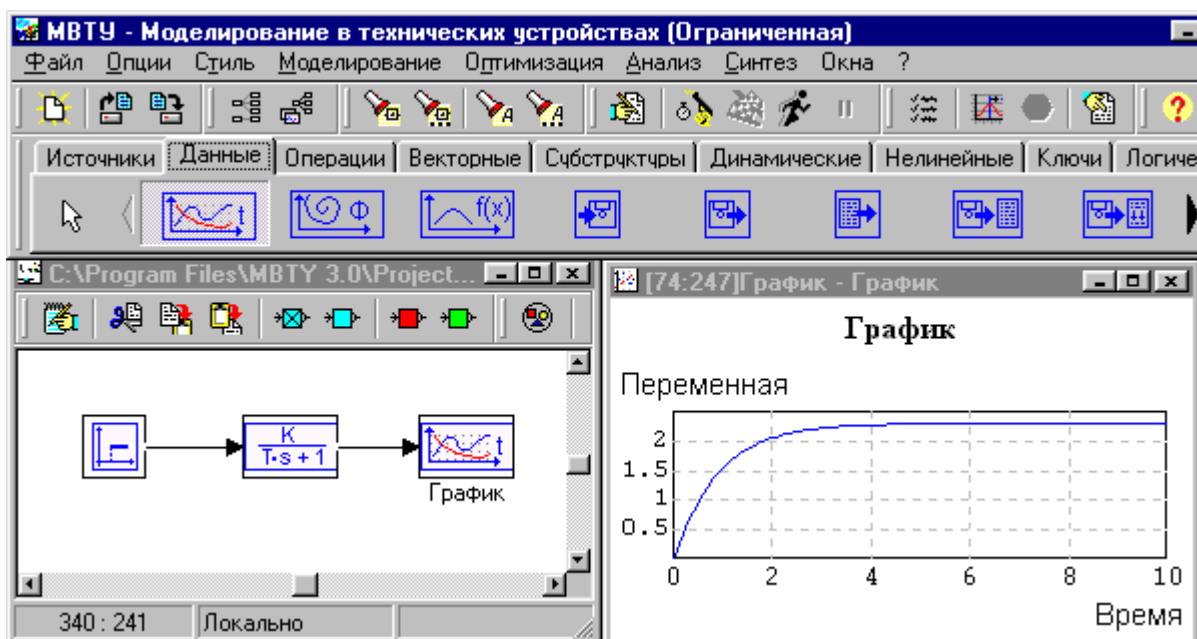 МВТУ - Моделирование в технических устройствах (Ограниченная)
Файл Опции Стиль Моделирование Оптимизация Анализ Синтез Окна ?
A A ?
Источники Данные Операции Векторные Субструктуры Динамические Нелинейные Ключи Логиче
t Ф f(x)
C:\Program Files\MBTY 3.0\Project...
[74:247]График - График
График
Переменная
2
1.5
1
0.5
0 2 4 6 8 10
Время
K
T·s + 1
t
График
340 : 241 Локально